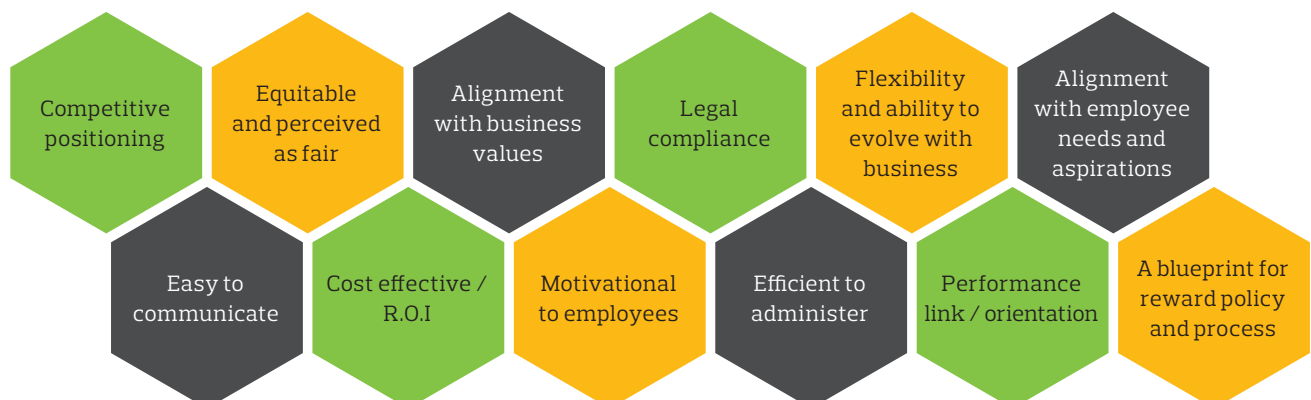 Competitive
positioning
Equitable
and perceived
as fair
Alignment
with business
values
Legal
compliance
Flexibility
and ability to
evolve with
business
Alignment
with employee
needs and
aspirations
Easy to
communicate
Cost effective /
R.O.I
Motivational
to employees
Efficient to
administer
Performance
link / orientation
A blueprint for
reward policy
and process